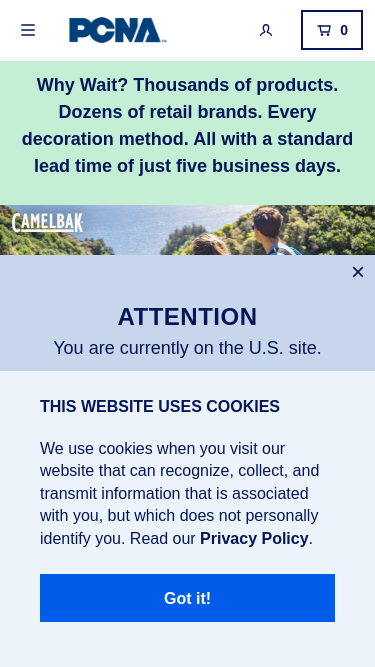 PCNA
0
Why Wait? Thousands of products.
Dozens of retail brands. Every
decoration method. All with a standard
lead time of just five business days.
CAMELBAK
ATTENTION
You are currently on the U.S. site.
THIS WEBSITE USES COOKIES
We use cookies when you visit our
website that can recognize, collect, and
transmit information that is associated
with you, but which does not personally
identify you. Read our Privacy Policy.
Got it!